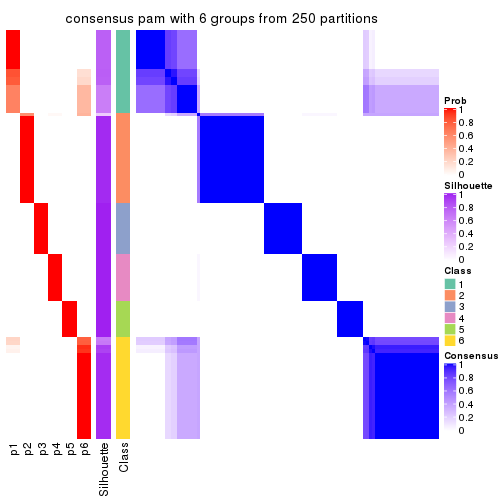 consensus pam with 6 groups from 250 partitions
Prob
1
0.8
0.6
0.4
0.2
0
Silhouette
1
0.8
0.6
0.4
0.2
0
Class
1
2
3
4
5
6
Consensus
1
0.8
0.6
0.4
0.2
0
p1
p2
p3
p4
p5
p6
Silhouette
Class